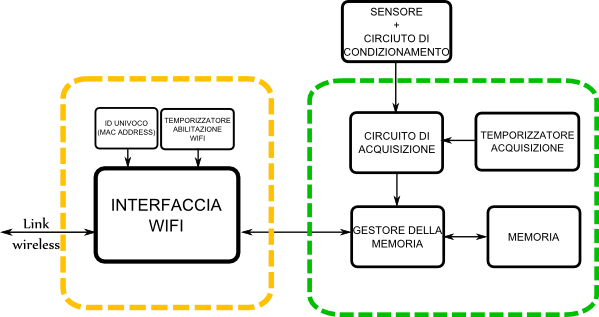 SENSORE
+
CIRCIUTO DI
CONDIZIONAMENTO
ID UNIVOCO
(MAC ADDRESS)
TEMPORIZZATORE
ABILITAZIONE
WIFI
CIRCUITO DI
ACQUISIZIONE
TEMPORIZZATORE
ACQUISIZIONE
INTERFACCIA
WIFI
Link
wireless
GESTORE DELLA
MEMORIA
MEMORIA